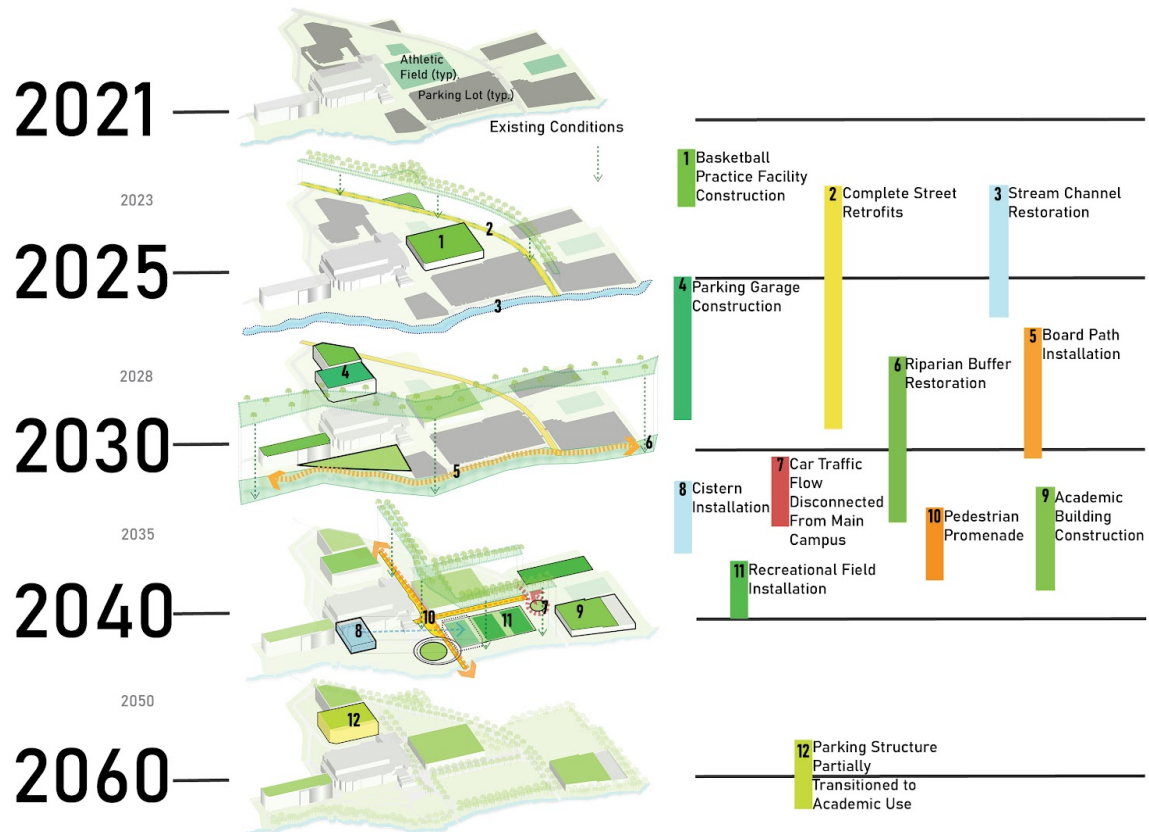 2021
Athletic
Field (typ)
Parking Lot (typ.)
Existing Conditions
2023
2025
1
2
3
1 Basketball
Practice Facility
Construction
2 Complete Street
Retrofits
3 Stream Channel
Restoration
2028
2030
4
5
6
4 Parking Garage
Construction
5 Board Path
Installation
6 Riparian Buffer
Restoration
2035
2040
7
8
9
10
11
7 Car Traffic
Flow
Disconnected
From Main
Campus
8 Cistern
Installation
9 Academic
Building
Construction
10 Pedestrian
Promenade
11 Recreational Field
Installation
2050
2060
12
12 Parking Structure
Partially
Transitioned to
Academic Use